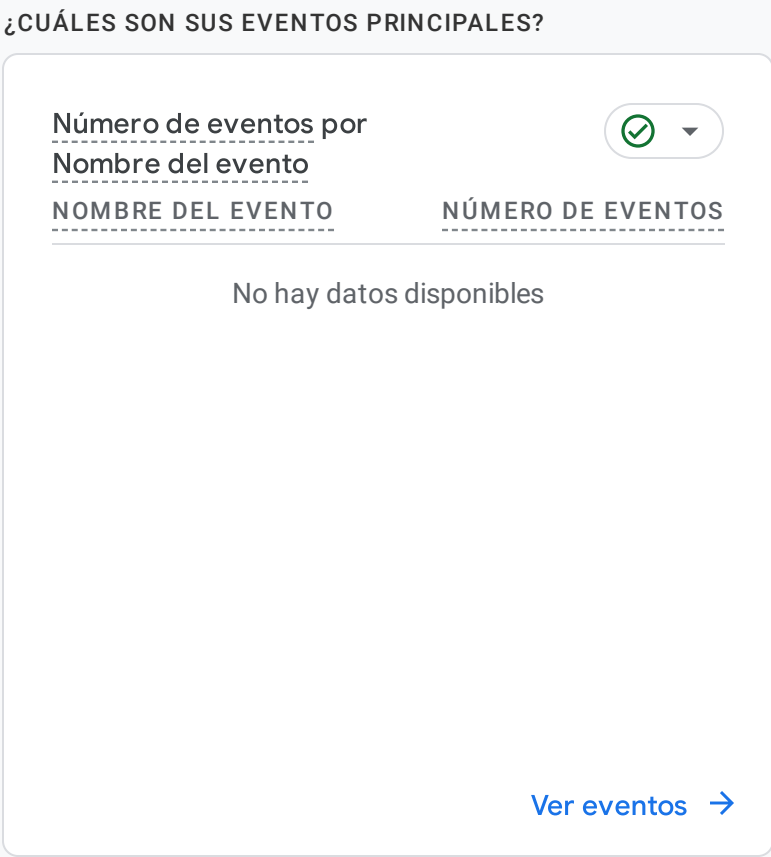 ¿CUÁLES SON SUS EVENTOS PRINCIPALES?
Número de eventos por
Nombre del evento
NOMBRE DEL EVENTO NÚMERO DE EVENTOS
No hay datos disponibles
Ver eventos